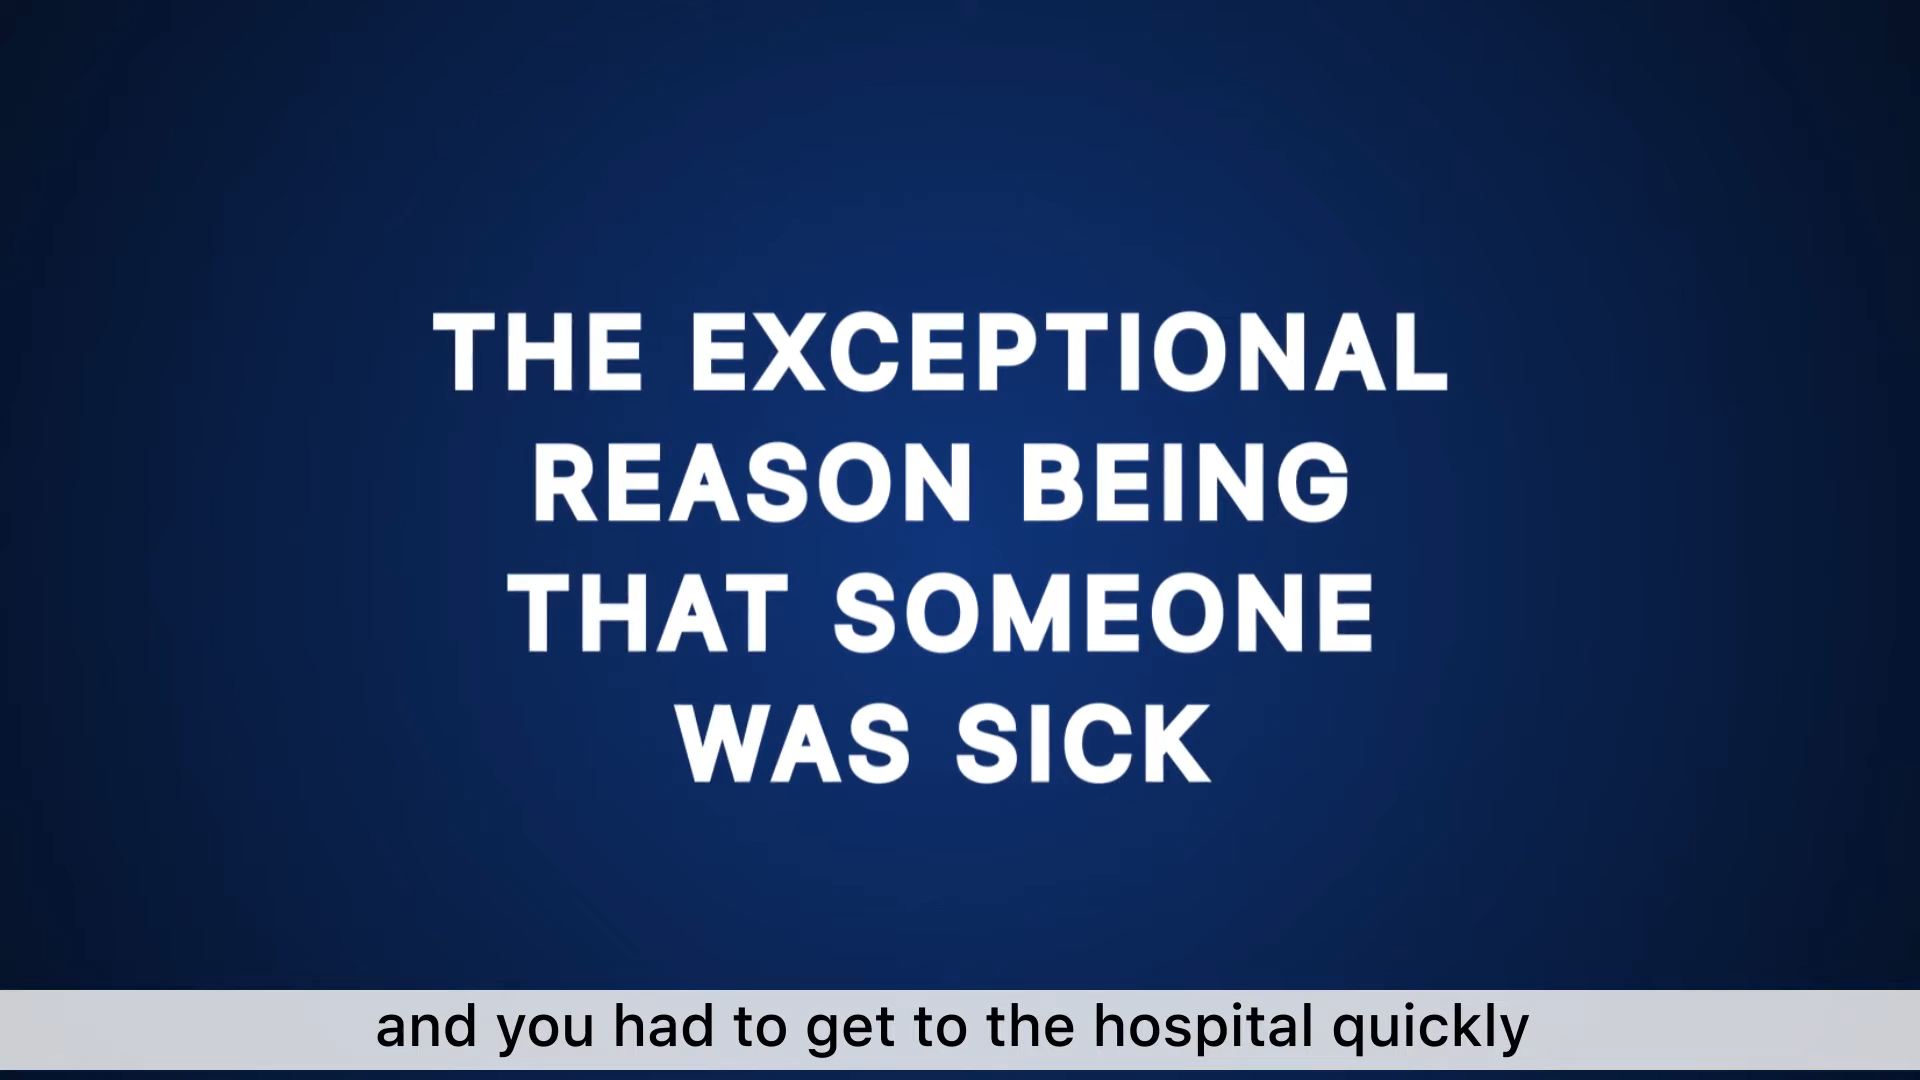 THE EXCEPTIONAL
REASON BEING
THAT SOMEONE
WAS SICK
and you had to get to the hospital quickly